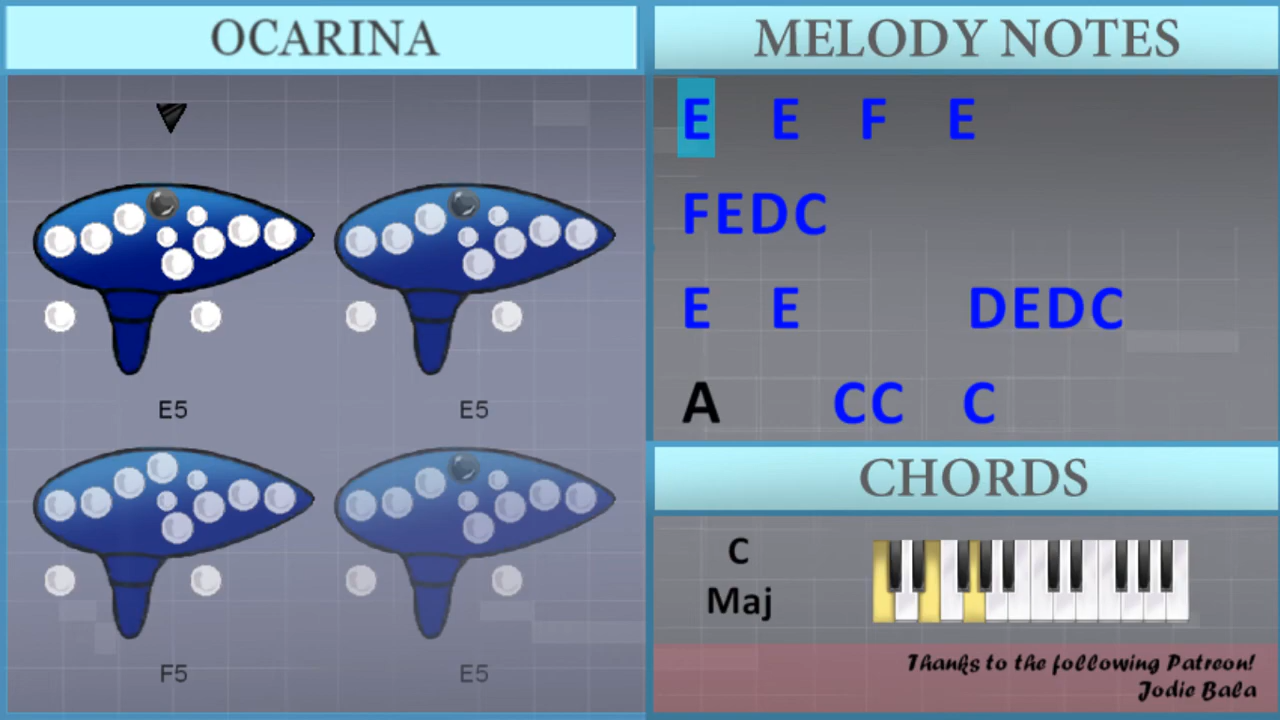 OCARINA
E5 E5
F5 E5
MELODY NOTES
E E F E
FEDC
E E DEDC
A CC C
CHORDS
C
Maj
Thanks to the following Patreon!
Jodie Bala